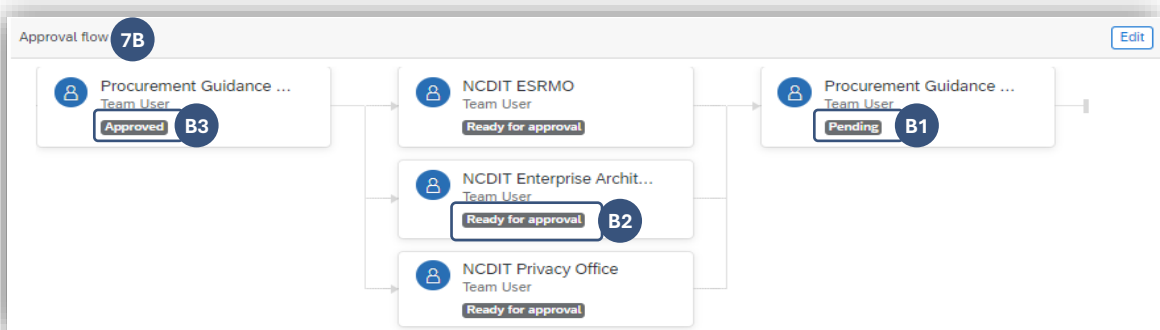 Approval flow 7B
Edit
Procurement Guidance ...
Team User
Approved B3
NCDIT ESRMO
Team User
Ready for approval
NCDIT Enterprise Archit...
Team User
Ready for approval B2
NCDIT Privacy Office
Team User
Ready for approval
Procurement Guidance ...
Team User
Pending B1